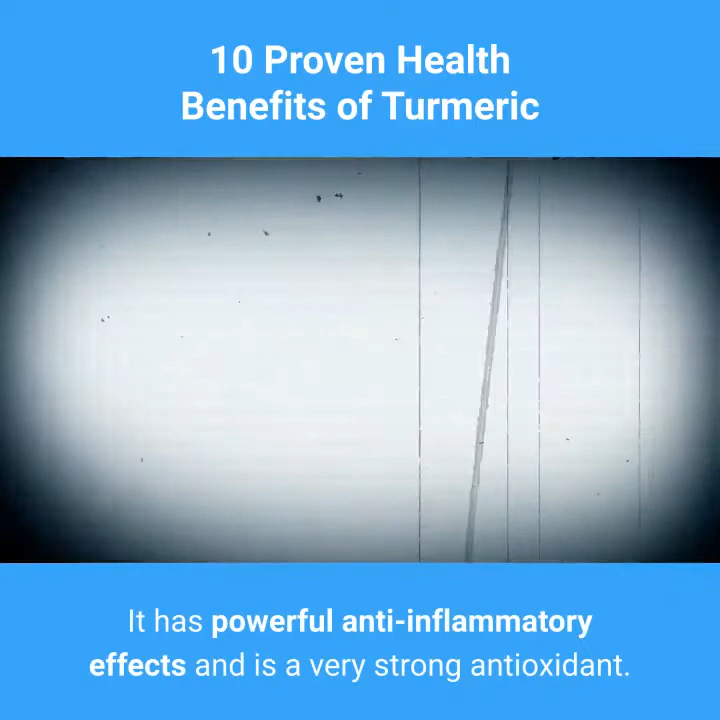 10 Proven Health
Benefits of Turmeric
It has powerful anti-inflammatory
effects and is a very strong antioxidant.